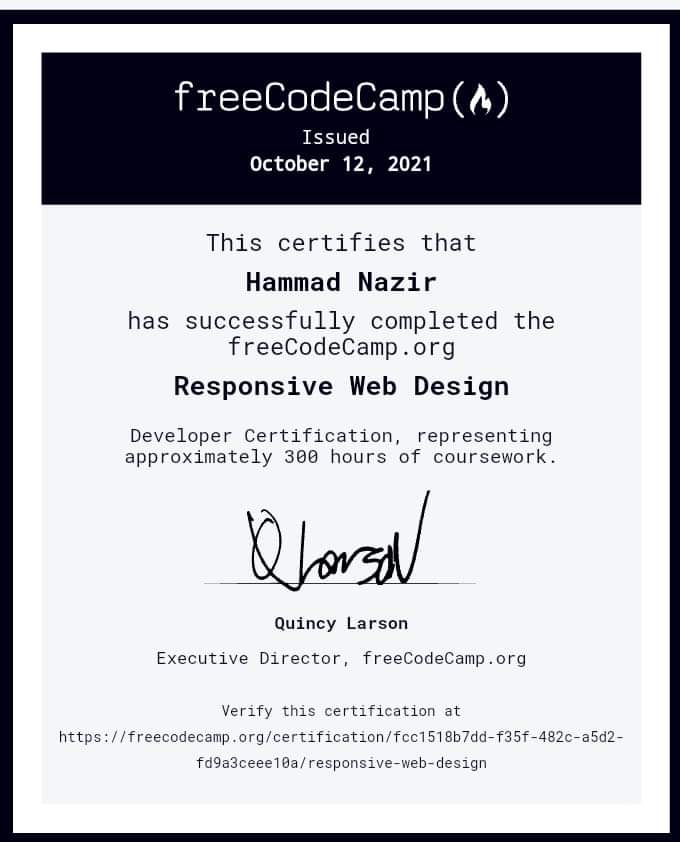 freeCodeCamp(🔥)
Issued
October 12, 2021
This certifies that
Hammad Nazir
has successfully completed the
freeCodeCamp.org
Responsive Web Design
Developer Certification, representing
approximately 300 hours of coursework.
Quincy Larson
Executive Director, freeCodeCamp.org
Verify this certification at
https://freecodecamp.org/certification/fcc1518b7dd-f35f-482c-a5d2-
fd9a3ceee10a/responsive-web-design